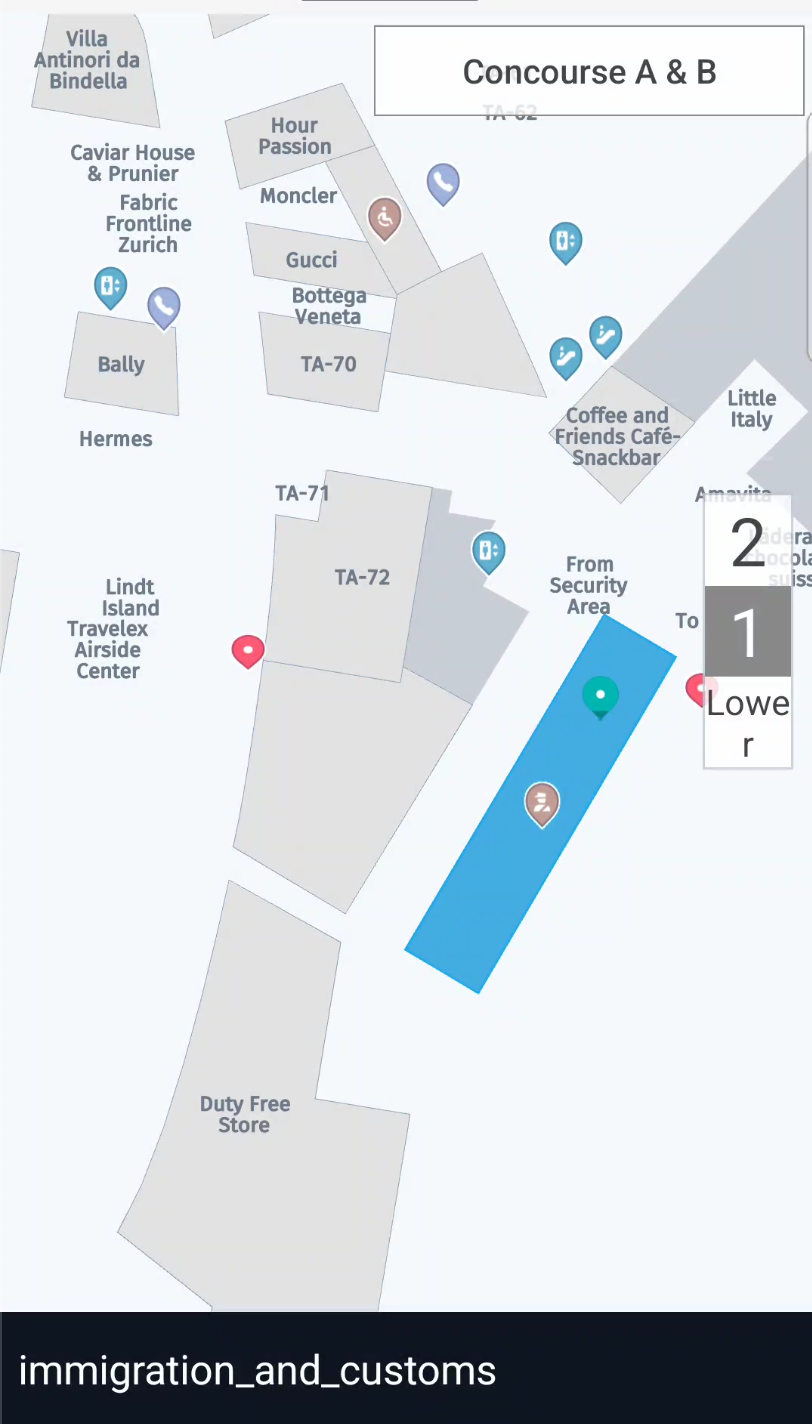 Villa
Antinori da
Bindella
Concourse A & B
TA-62
Hour
Passion
Caviar House
& Prunier
Moncler
Fabric
Frontline
Zurich
Gucci
Bottega
Veneta
Bally
TA-70
Little
Italy
Coffee and
Friends Café-
Snackbar
Hermes
TA-71
Amavita
2
suiss
From
Security
Area
TA-72
Lindt
Island
Travelex
Airside
Center
To
1
Lowe
r
Duty Free
Store
immigration_and_customs